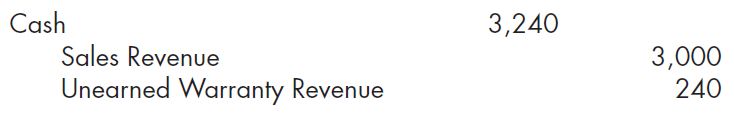 Cash 3,240
Sales Revenue 3,000
Unearned Warranty Revenue 240